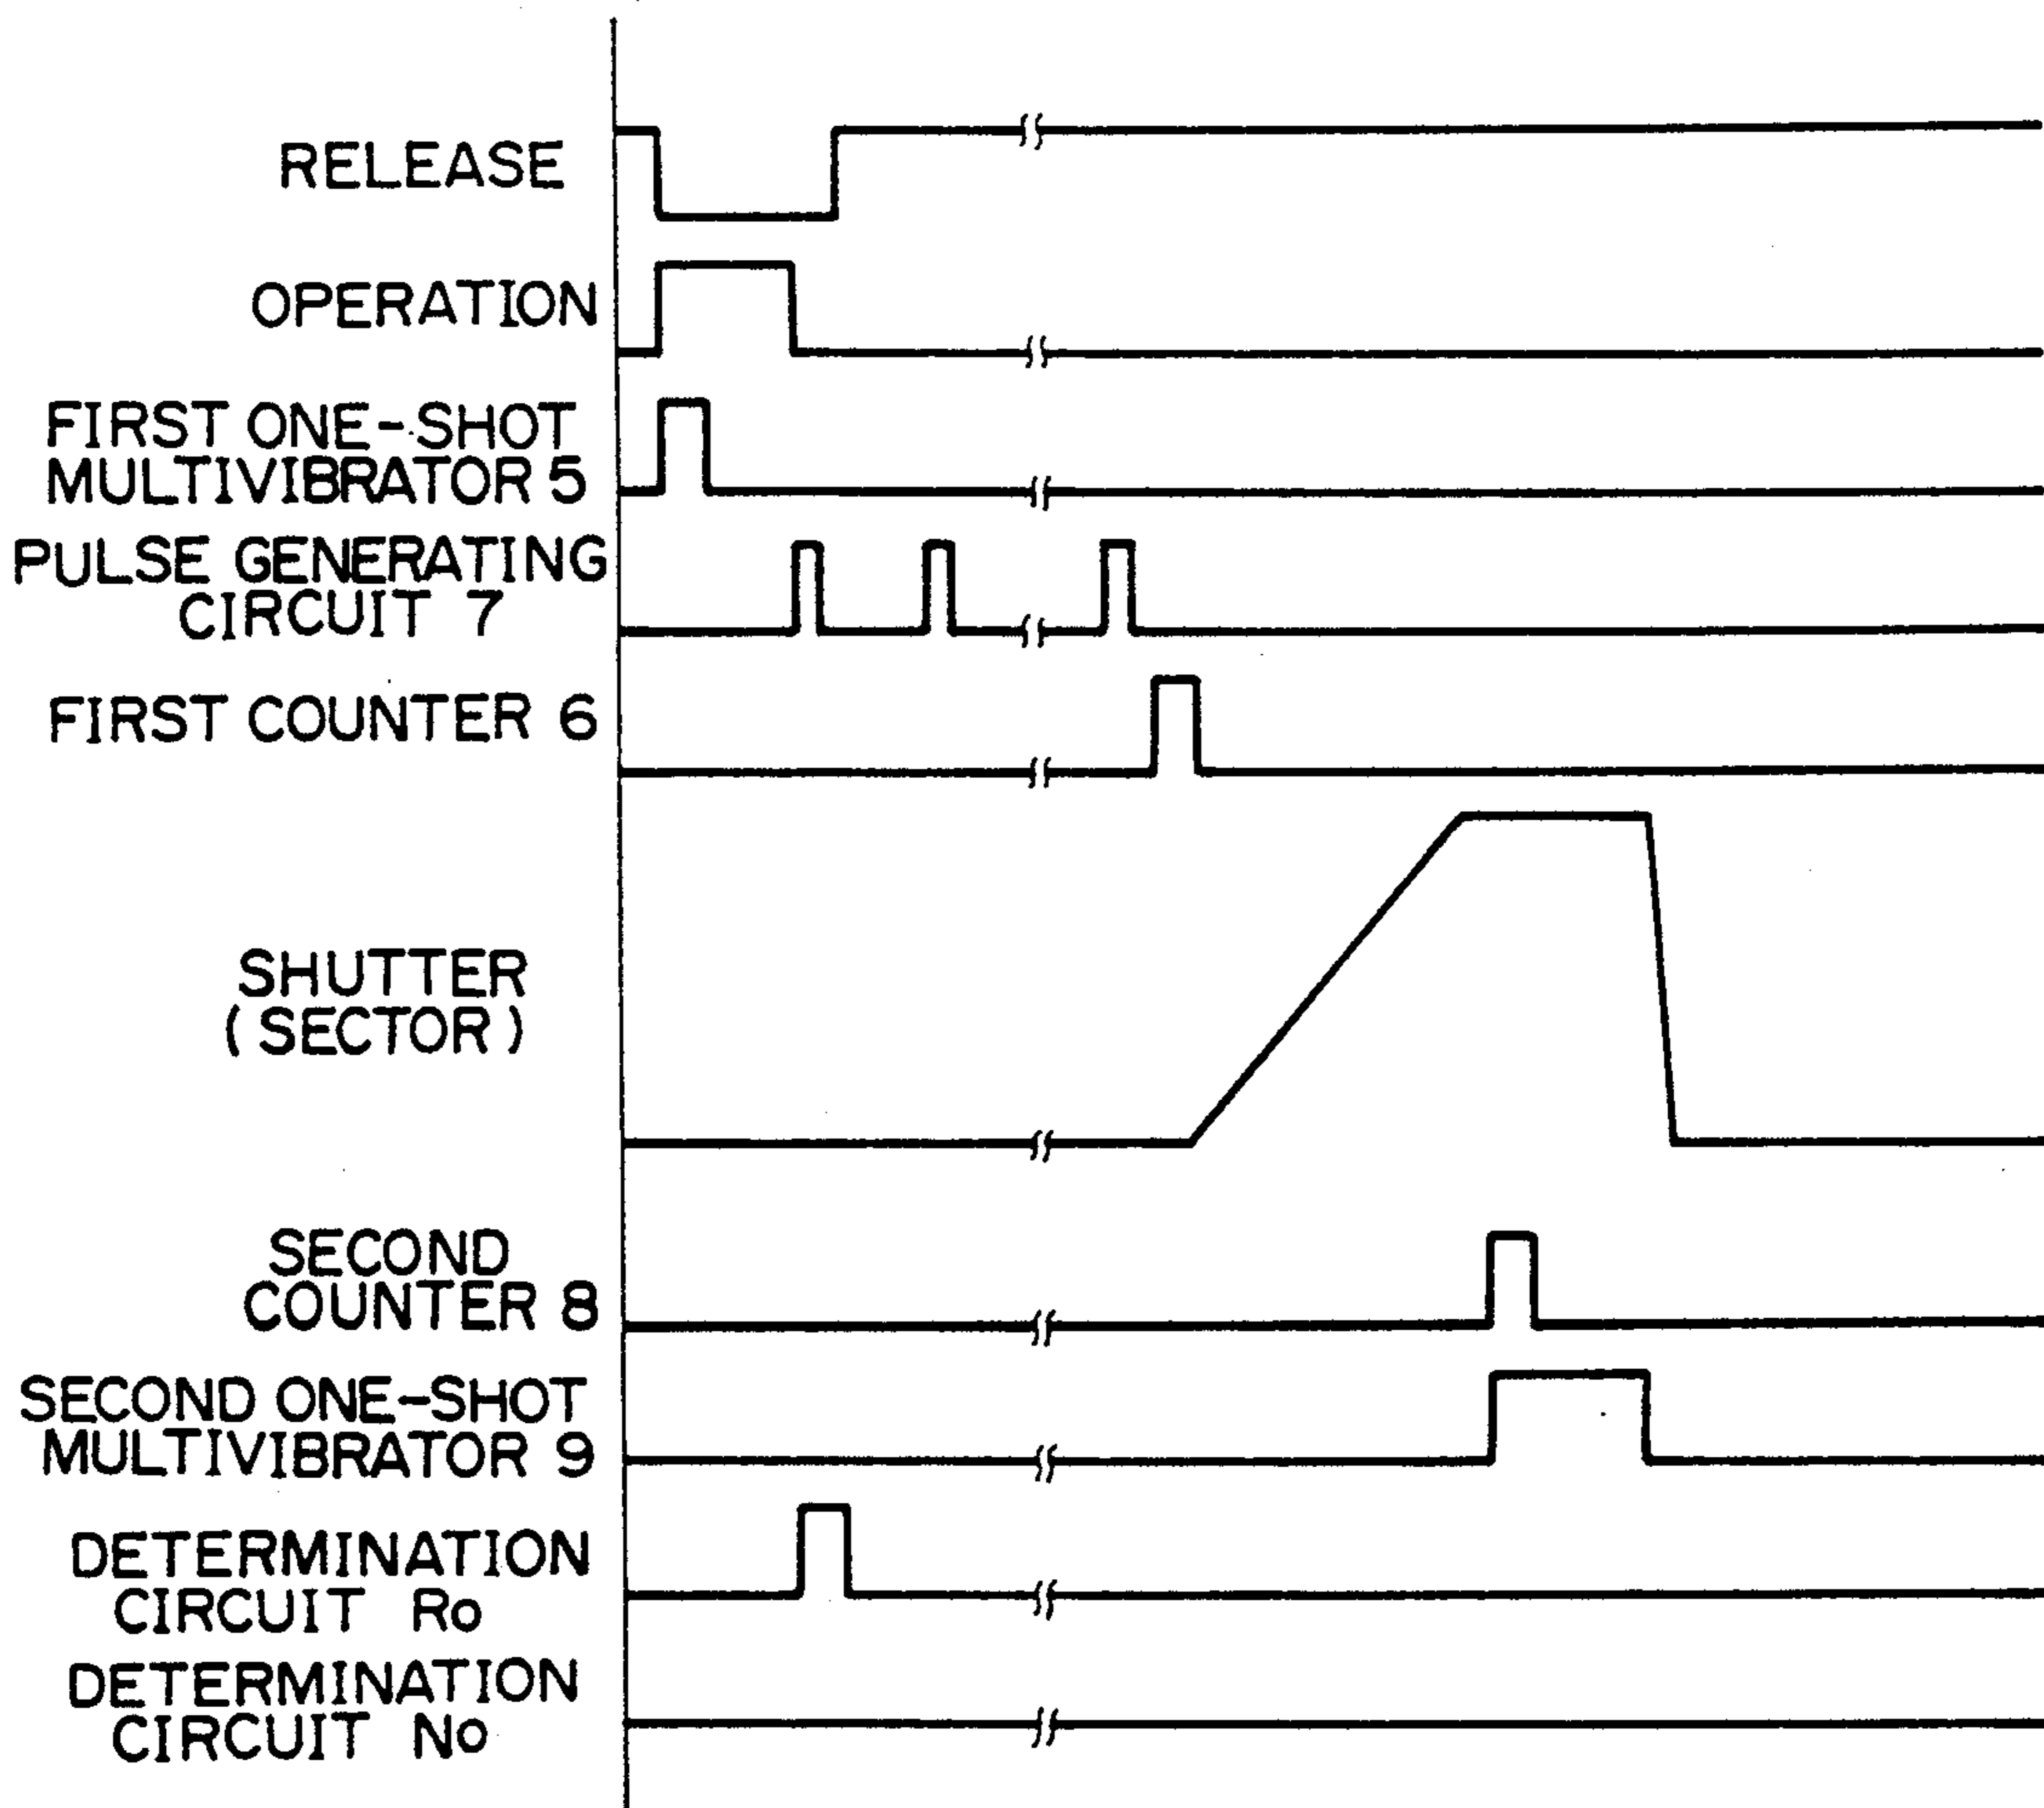 RELEASE
OPERATION
FIRST ONE-SHOT
MULTIVIBRATOR 5
PULSE GENERATING
CIRCUIT 7
FIRST COUNTER 6
SHUTTER
(SECTOR)
SECOND
COUNTER 8
SECOND ONE-SHOT
MULTIVIBRATOR 9
DETERMINATION
CIRCUIT Ro
DETERMINATION
CIRCUIT No